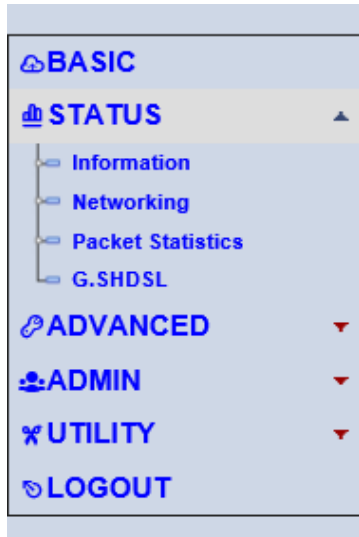 BASIC
STATUS
Information
Networking
Packet Statistics
G.SHDSL
ADVANCED
ADMIN
UTILITY
LOGOUT